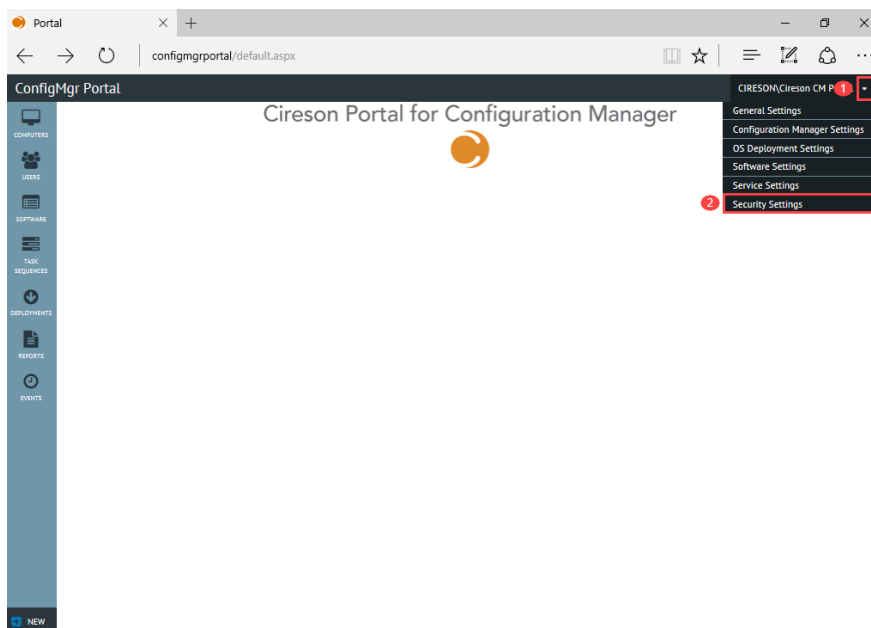 Portal
configmgrportal/default.aspx
ConfigMgr Portal
CIRESON\Cireson CM P
1
General Settings
Configuration Manager Settings
OS Deployment Settings
Software Settings
Service Settings
2
Security Settings
Cireson Portal for Configuration Manager
COMPUTERS
USERS
SOFTWARE
TASK
SEQUENCES
DEPLOYMENTS
REPORTS
EVENTS
NEW